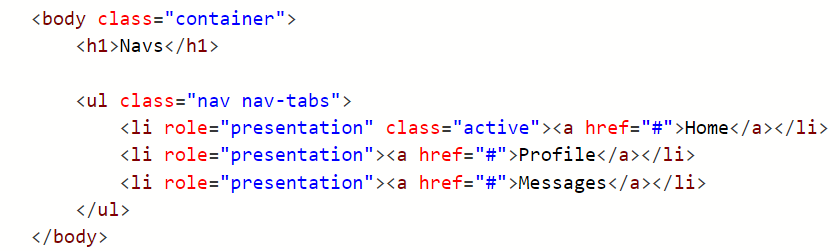 <body class="container">
<h1>Navs</h1>
<ul class="nav nav-tabs">
<li role="presentation" class="active"><a href="#">Home</a></li>
<li role="presentation"><a href="#">Profile</a></li>
<li role="presentation"><a href="#">Messages</a></li>
</ul>
</body>